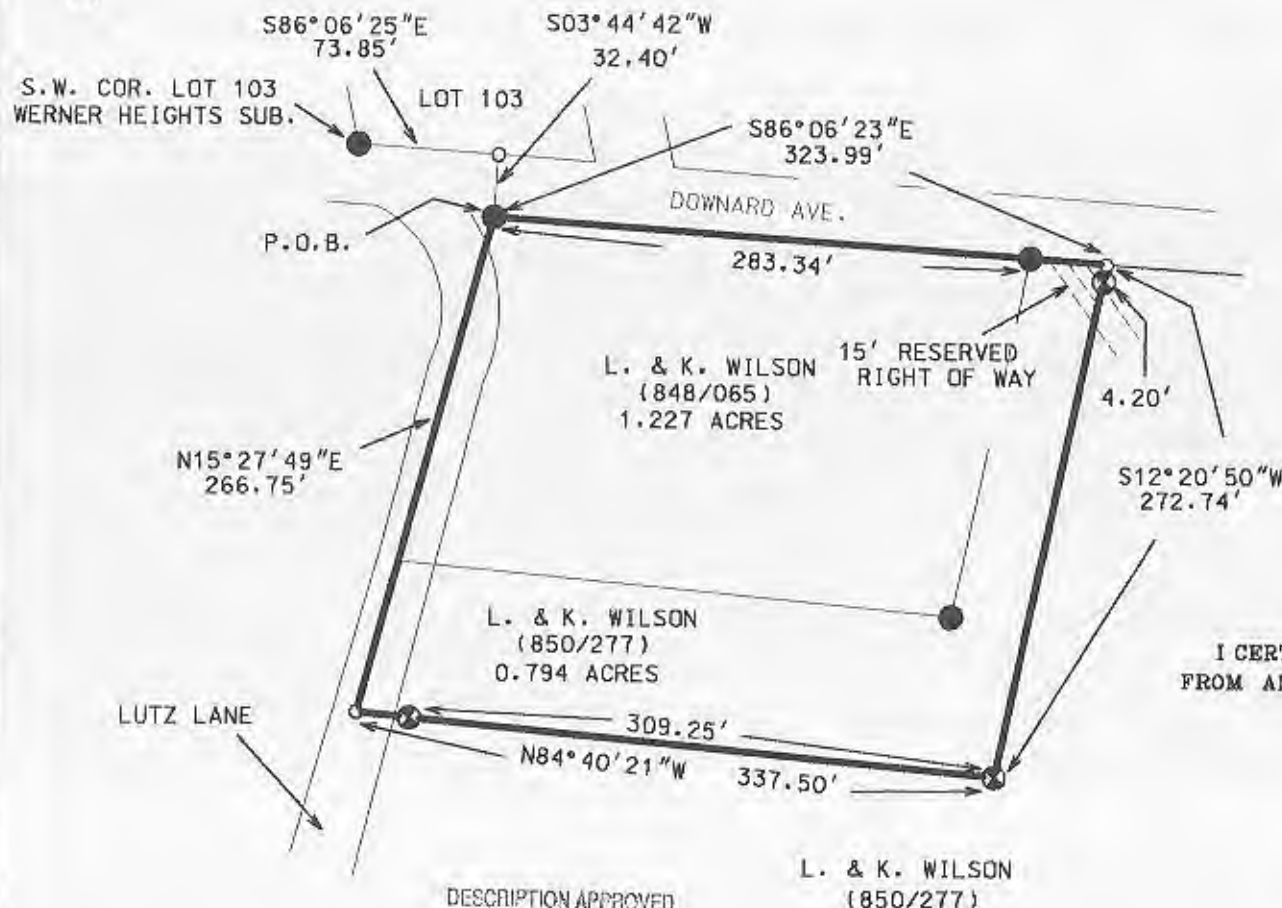 S86°06'25"E
73.85'
S03°44'42"W
32.40'
S.W. COR. LOT 103
WERNER HEIGHTS SUB.
LOT 103
S86°06'23"E
323.99'
DOWNARD AVE.
P.O.B.
283.34'
L. & K. WILSON
(848/065)
1.227 ACRES
15' RESERVED
RIGHT OF WAY
4.20'
N15°27'49"E
266.75'
S12°20'50"W
272.74'
L. & K. WILSON
(850/277)
0.794 ACRES
I CERT
FROM A
LUTZ LANE
309.25'
N84°40'21"W
337.50'
L. & K. WILSON
(850/277)
DESCRIPTION APPROVED